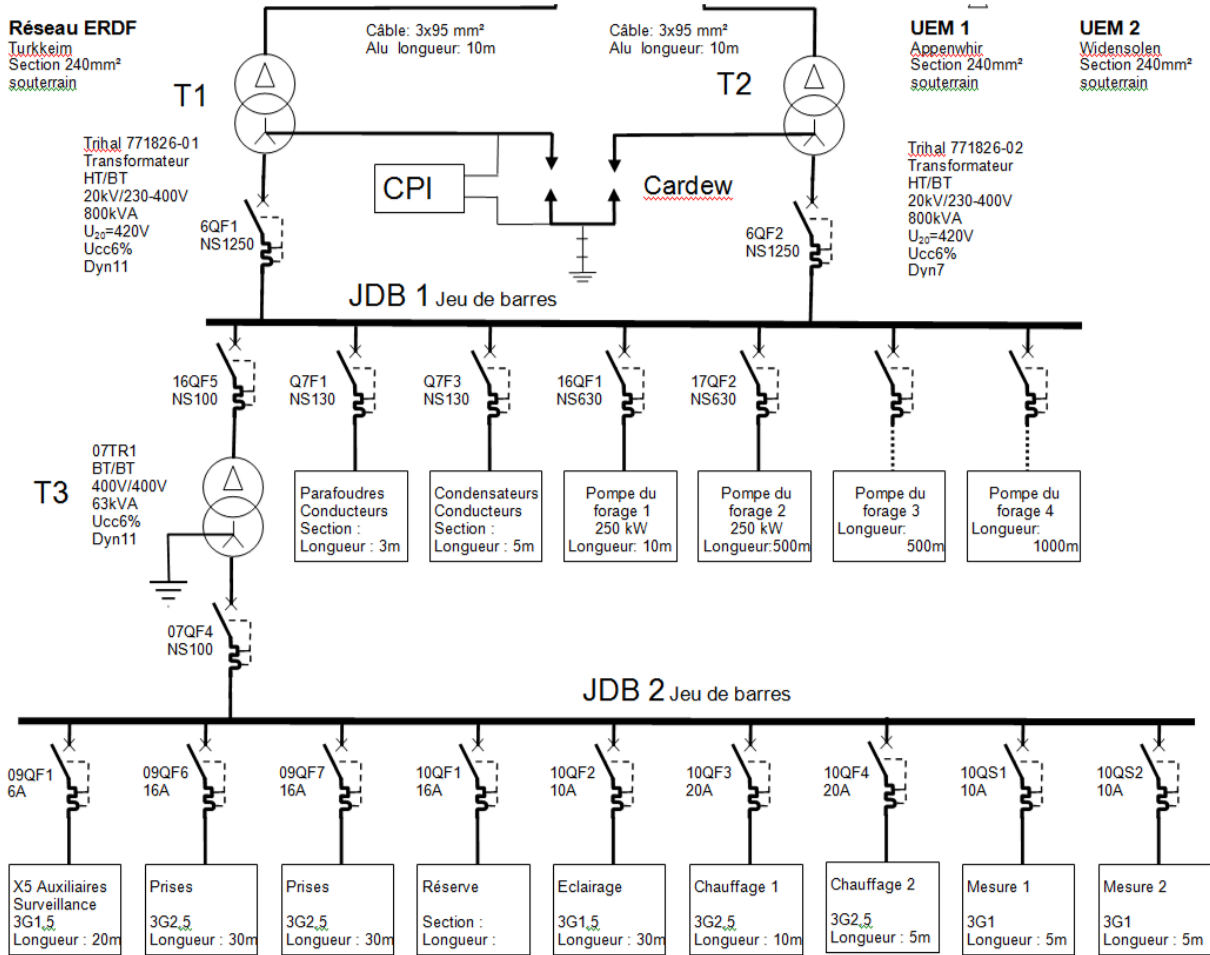 Réseau ERDF
Turkkeim
Section 240mm²
souterrain
Câble: 3x95 mm²
Alu longueur: 10m
Câble: 3x95 mm²
Alu longueur: 10m
UEM 1
Appenwhir
Section 240mm²
souterrain
UEM 2
Widensolen
Section 240mm²
souterrain
T1
T2
Trihal 771826-01
Transformateur
HT/BT
20kV/230-400V
800kVA
U₂₀=420V
Ucc6%
Dyn11
CPI
Cardew
Trihal 771826-02
Transformateur
HT/BT
20kV/230-400V
800kVA
U₂₀=420V
Ucc6%
Dyn7
6QF1
NS1250
6QF2
NS1250
JDB 1 Jeu de barres
16QF5
NS100
Q7F1
NS130
Q7F3
NS130
16QF1
NS630
17QF2
NS630
T3
07TR1
BT/BT
400V/400V
63kVA
Ucc6%
Dyn11
Parafoudres
Conducteurs
Section :
Longueur : 3m
Condensateurs
Conducteurs
Section :
Longueur : 5m
Pompe du
forage 1
250 kW
Longueur: 10m
Pompe du
forage 2
250 kW
Longueur:500m
Pompe du
forage 3
Longueur:
500m
Pompe du
forage 4
Longueur:
1000m
07QF4
NS100
JDB 2 Jeu de barres
09QF1
6A
09QF6
16A
09QF7
16A
10QF1
16A
10QF2
10A
10QF3
20A
10QF4
20A
10QS1
10A
10QS2
10A
X5 Auxiliaires
Surveillance
3G1,5
Longueur : 20m
Prises
3G2,5
Longueur : 30m
Prises
3G2,5
Longueur : 30m
Réserve
Section :
Longueur :
Eclairage
3G1,5
Longueur : 30m
Chauffage 1
3G2,5
Longueur : 10m
Chauffage 2
3G2,5
Longueur : 5m
Mesure 1
3G1
Longueur : 5m
Mesure 2
3G1
Longueur : 5m